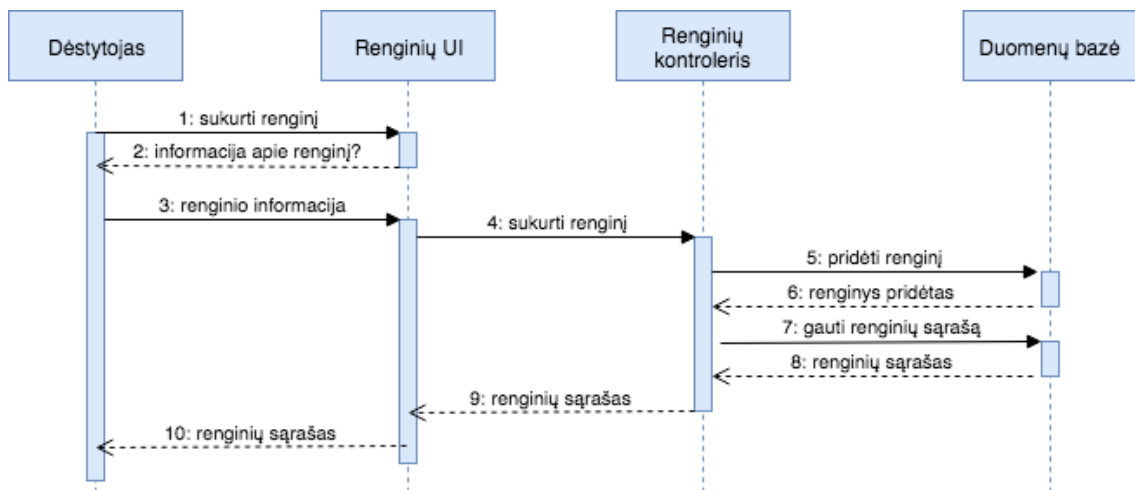 Dėstytojas
Renginių UI
Renginių
kontroleris
Duomenų bazė
1: sukurti renginį
2: informacija apie renginį?
3: renginio informacija
4: sukurti renginį
5: pridėti renginį
6: renginys pridėtas
7: gauti renginių sąrašą
8: renginių sąrašas
9: renginių sąrašas
10: renginių sąrašas